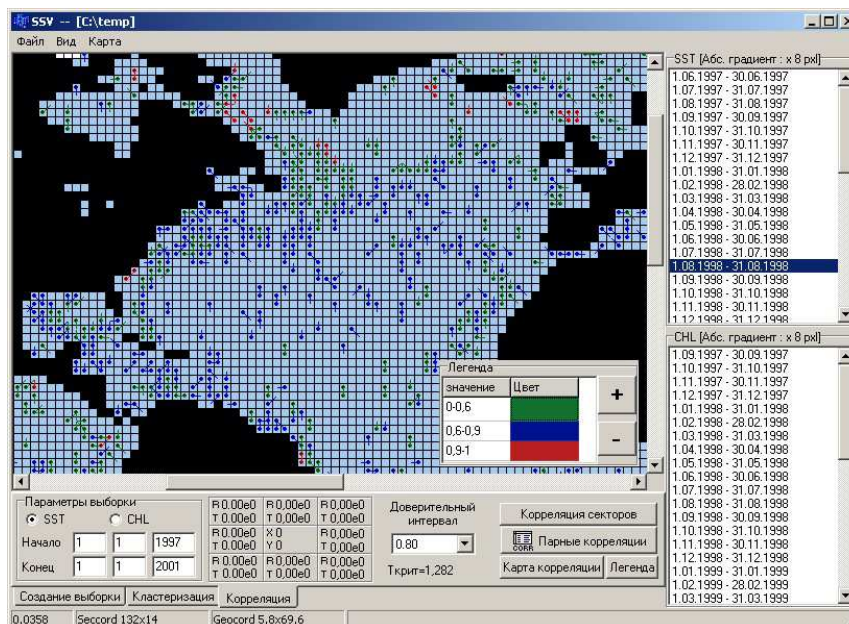 SSV -- [C:\temp]
Файл Вид Карта
SST [Абс. градиент : x 8 pxl]
1.06.1997 - 30.06.1997
1.07.1997 - 31.07.1997
1.08.1997 - 31.08.1997
1.09.1997 - 30.09.1997
1.10.1997 - 31.10.1997
1.11.1997 - 30.11.1997
1.12.1997 - 31.12.1997
1.01.1998 - 31.01.1998
1.02.1998 - 28.02.1998
1.03.1998 - 31.03.1998
1.04.1998 - 30.04.1998
1.05.1998 - 31.05.1998
1.06.1998 - 30.06.1998
1.07.1998 - 31.07.1998
1.08.1998 - 31.08.1998
1.09.1998 - 30.09.1998
1.10.1998 - 31.10.1998
1.11.1998 - 30.11.1998
1.12.1998 - 31.12.1998
CHL [Абс. градиент : x 8 pxl]
1.09.1997 - 30.09.1997
1.10.1997 - 31.10.1997
1.11.1997 - 30.11.1997
1.12.1997 - 31.12.1997
1.01.1998 - 31.01.1998
1.02.1998 - 28.02.1998
1.03.1998 - 31.03.1998
1.04.1998 - 30.04.1998
1.05.1998 - 31.05.1998
1.06.1998 - 30.06.1998
1.07.1998 - 31.07.1998
1.08.1998 - 31.08.1998
1.09.1998 - 30.09.1998
1.10.1998 - 31.10.1998
1.11.1998 - 30.11.1998
1.12.1998 - 31.12.1998
1.01.1999 - 31.01.1999
1.02.1999 - 28.02.1999
1.03.1999 - 31.03.1999
Легенда
значение Цвет
0-0,6
0,6-0,9
0,9-1
+
-
Параметры выборки
SST CHL
Начало 1 1 1997
Конец 1 1 2001
R 0.00e0 R 0,00e0 R 0,00e0
T 0.00e0 T 0,00e0 T 0,00e0
R 0.00e0 X 0 R 0,00e0
T 0.00e0 Y 0 T 0,00e0
R 0.00e0 R 0,00e0 R 0,00e0
T 0.00e0 T 0,00e0 T 0,00e0
Доверительный
интервал
0.80
Tкрит=1,282
Корреляция секторов
CORR Парные корреляции
Карта корреляции Легенда
Создание выборки Кластеризация Корреляция
0,0358 Seccord 132x14 Geocord 5,8x69,6